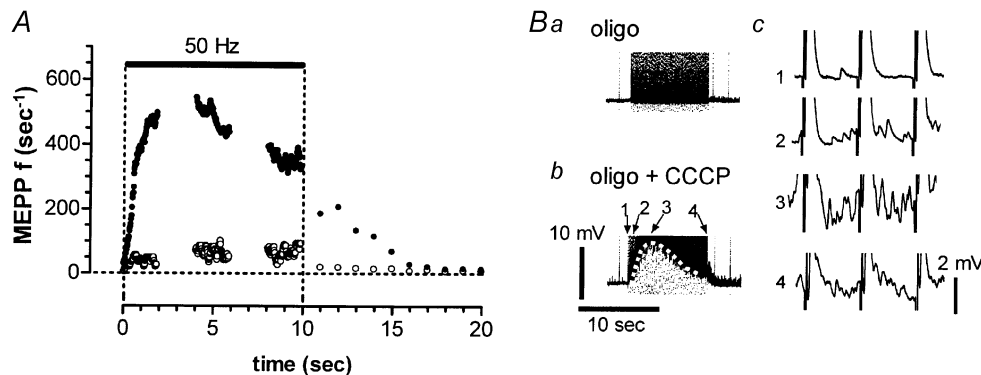 A
50 Hz
MEPP f (sec⁻¹)
600
400
200
0
0
5
10
15
20
time (sec)
Ba
oligo
b
oligo + CCCP
1
2
3
4
10 mV
10 sec
c
1
2
3
4
2 mV